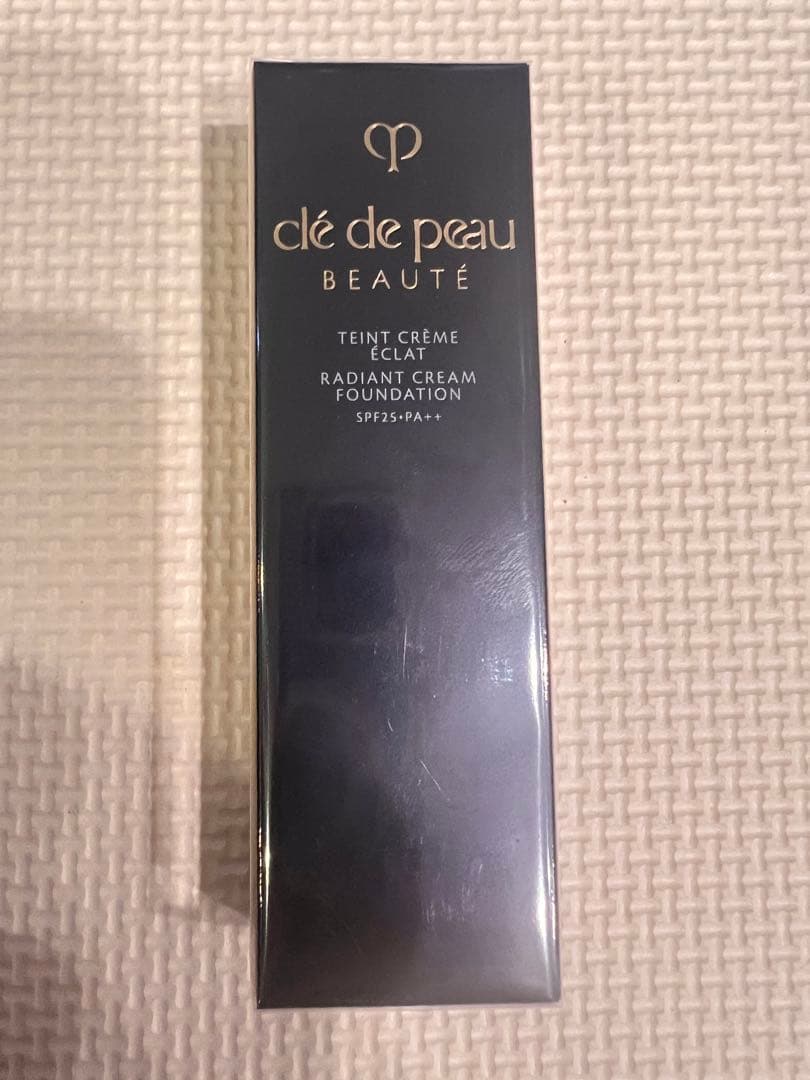 clé de peau
BEAUTÉ
TEINT CRÈME
ÉCLAT
RADIANT CREAM
FOUNDATION
SPF25•PA++